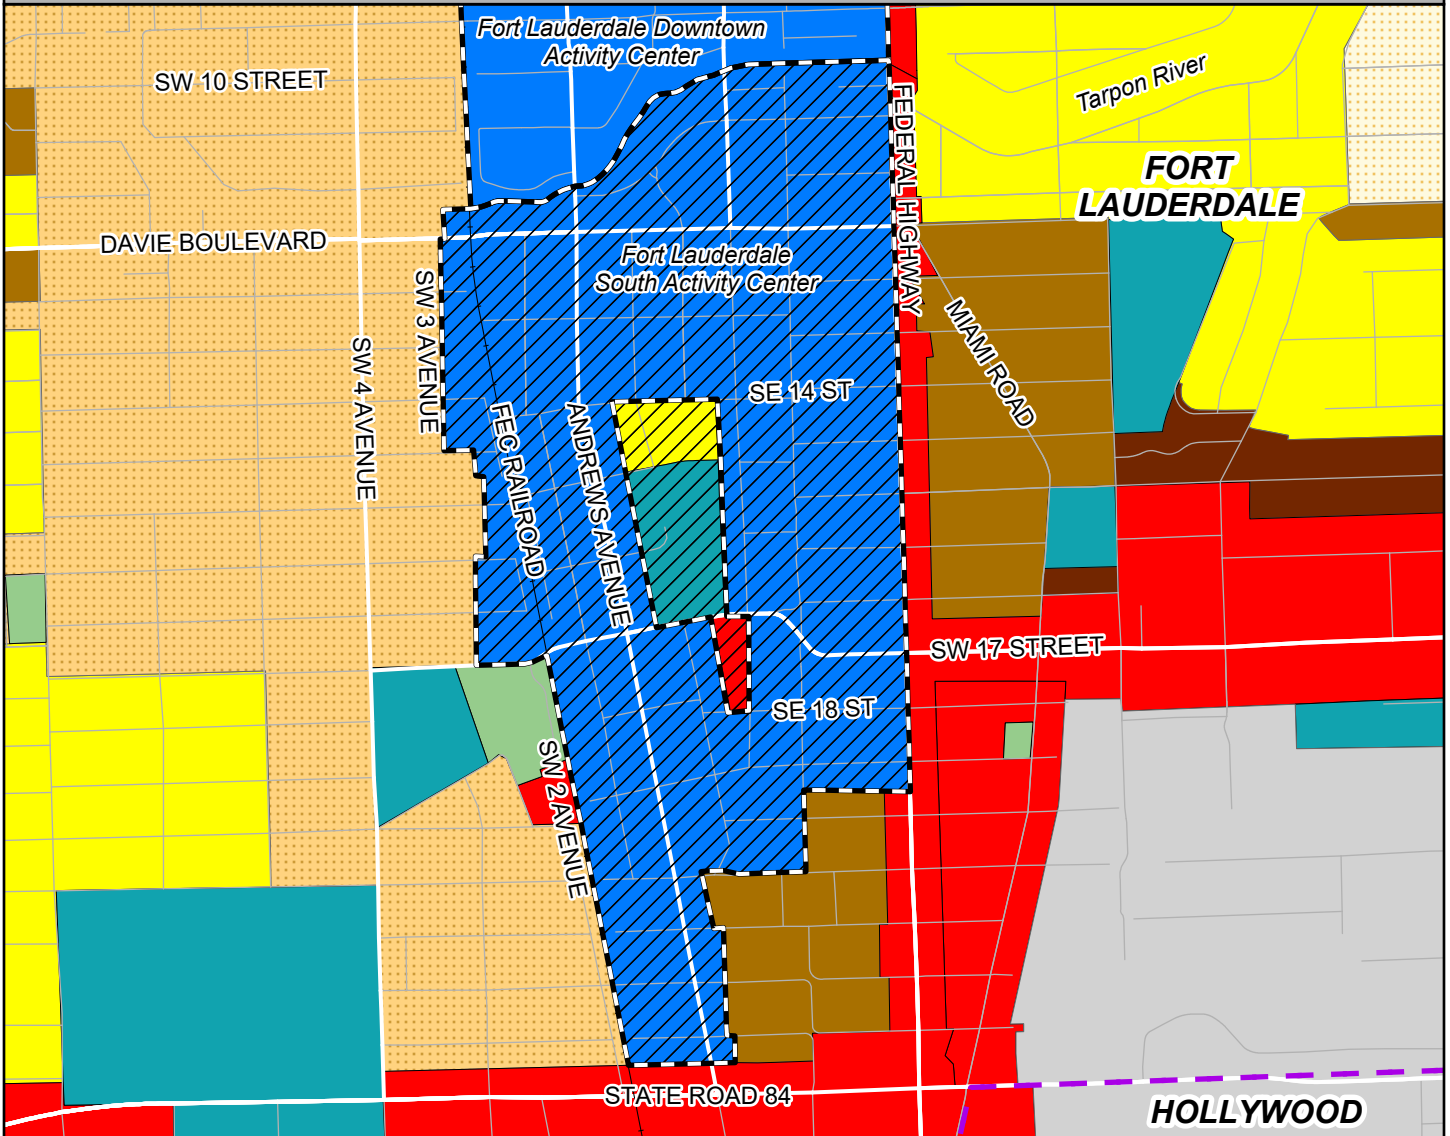 Fort Lauderdale Downtown
Activity Center
SW 10 STREET
Tarpon River
FEDERAL HIGHWAY
FORT
LAUDERDALE
DAVIE BOULEVARD
Fort Lauderdale
South Activity Center
SW 3 AVENUE
MIAMI ROAD
SW 4 AVENUE
SE 14 ST
FEC RAILROAD
ANDREWS AVENUE
SW 17 STREET
SE 18 ST
SW 2 AVENUE
STATE ROAD 84
HOLLYWOOD